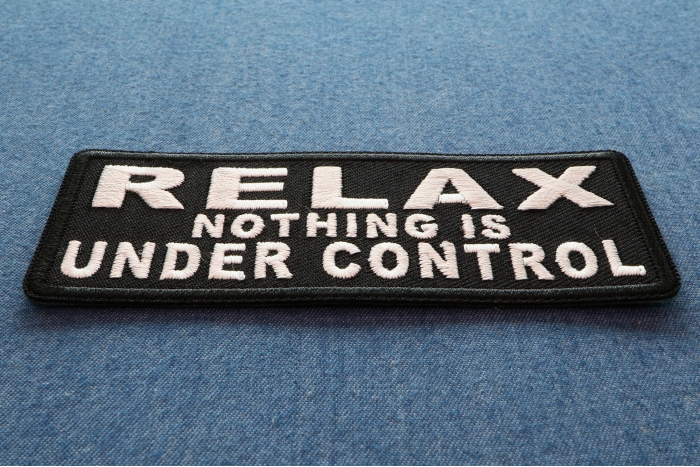 RELAX
NOTHING IS
UNDER CONTROL